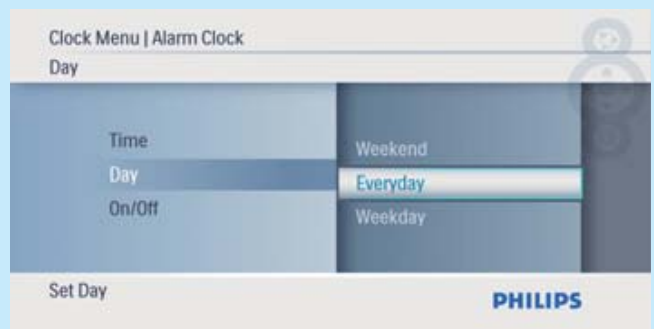 Clock Menu | Alarm Clock
Day
Time
Day
On/Off
Weekend
Everyday
Weekday
Set Day
PHILIPS